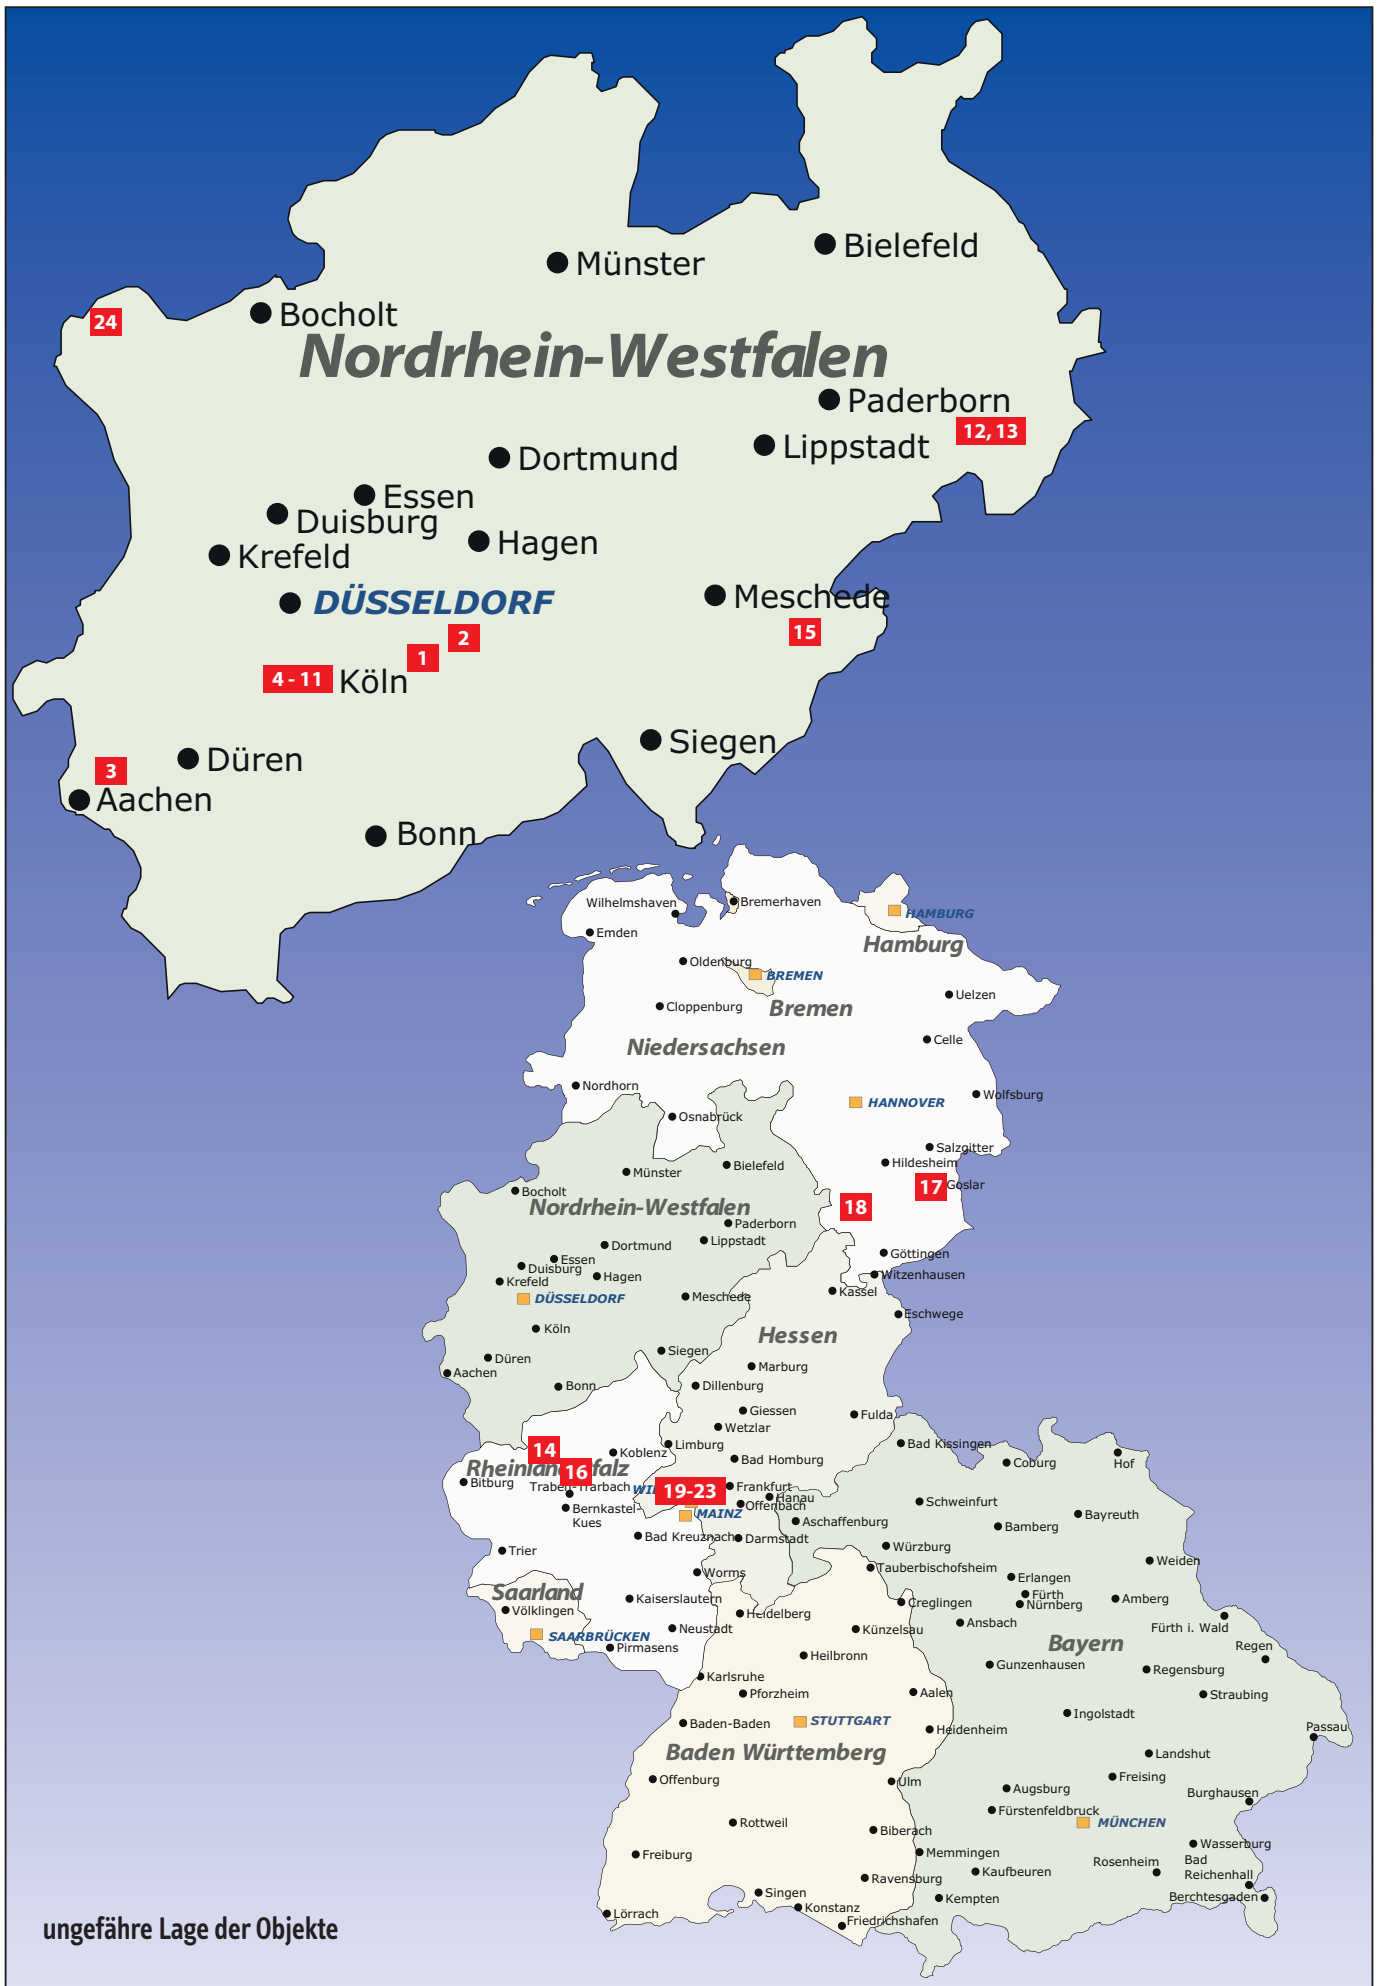 Bielefeld
Münster
24
Bocholt
Nordrhein-Westfalen
Paderborn
12, 13
Lippstadt
Dortmund
Essen
Duisburg
Hagen
Krefeld
Meschede
DÜSSELDORF
15
2
1
4 - 11 Köln
Siegen
Düren
3
Aachen
Bonn
Wilhelmshaven
Bremerhaven
HAMBURG
Emden
Hamburg
Oldenburg
BREMEN
Uelzen
Cloppenburg
Bremen
Celle
Niedersachsen
Nordhorn
Wolfsburg
HANNOVER
Osnabrück
Salzgitter
Hildesheim
Bielefeld
Münster
17 Goslar
Bocholt
18
Nordrhein-Westfalen
Paderborn
Lippstadt
Dortmund
Göttingen
Essen
Duisburg
Hagen
Witzenhausen
Krefeld
Kassel
Meschede
DÜSSELDORF
Eschwege
Köln
Hessen
Siegen
Düren
Marburg
Aachen
Bonn
Dillenburg
Giessen
Fulda
Wetzlar
Limburg
Bad Kissingen
14
Koblenz
Bad Homburg
Coburg
Hof
Rheinland-Pfalz
16
Bitburg
Traben-Trarbach
WI
19-23
Frankfurt
Hanau
Offenbach
Schweinfurt
Bernkastel-
Kues
MAINZ
Bayreuth
Aschaffenburg
Bamberg
Bad Kreuznach
Darmstadt
Würzburg
Trier
Weiden
Tauberbischofsheim
Worms
Erlangen
Saarland
Fürth
Kaiserslautern
Creglingen
Nürnberg
Amberg
Völklingen
Heidelberg
Ansbach
Fürth i. Wald
Neustadt
Künzelsau
SAARBRÜCKEN
Bayern
Regen
Pirmasens
Heilbronn
Gunzenhausen
Regensburg
Karlsruhe
Pforzheim
Aalen
Straubing
Ingolstadt
Baden-Baden
STUTTGART
Heidenheim
Passau
Baden Württemberg
Landshut
Offenburg
Ulm
Freising
Augsburg
Burghausen
Fürstenfeldbruck
Rottweil
MÜNCHEN
Biberach
Wasserburg
Freiburg
Memmingen
Rosenheim
Bad
Reichenhall
Kaufbeuren
Ravensburg
Singen
Kempten
Berchtesgaden
Konstanz
Lörrach
Friedrichshafen
ungefähre Lage der Objekte